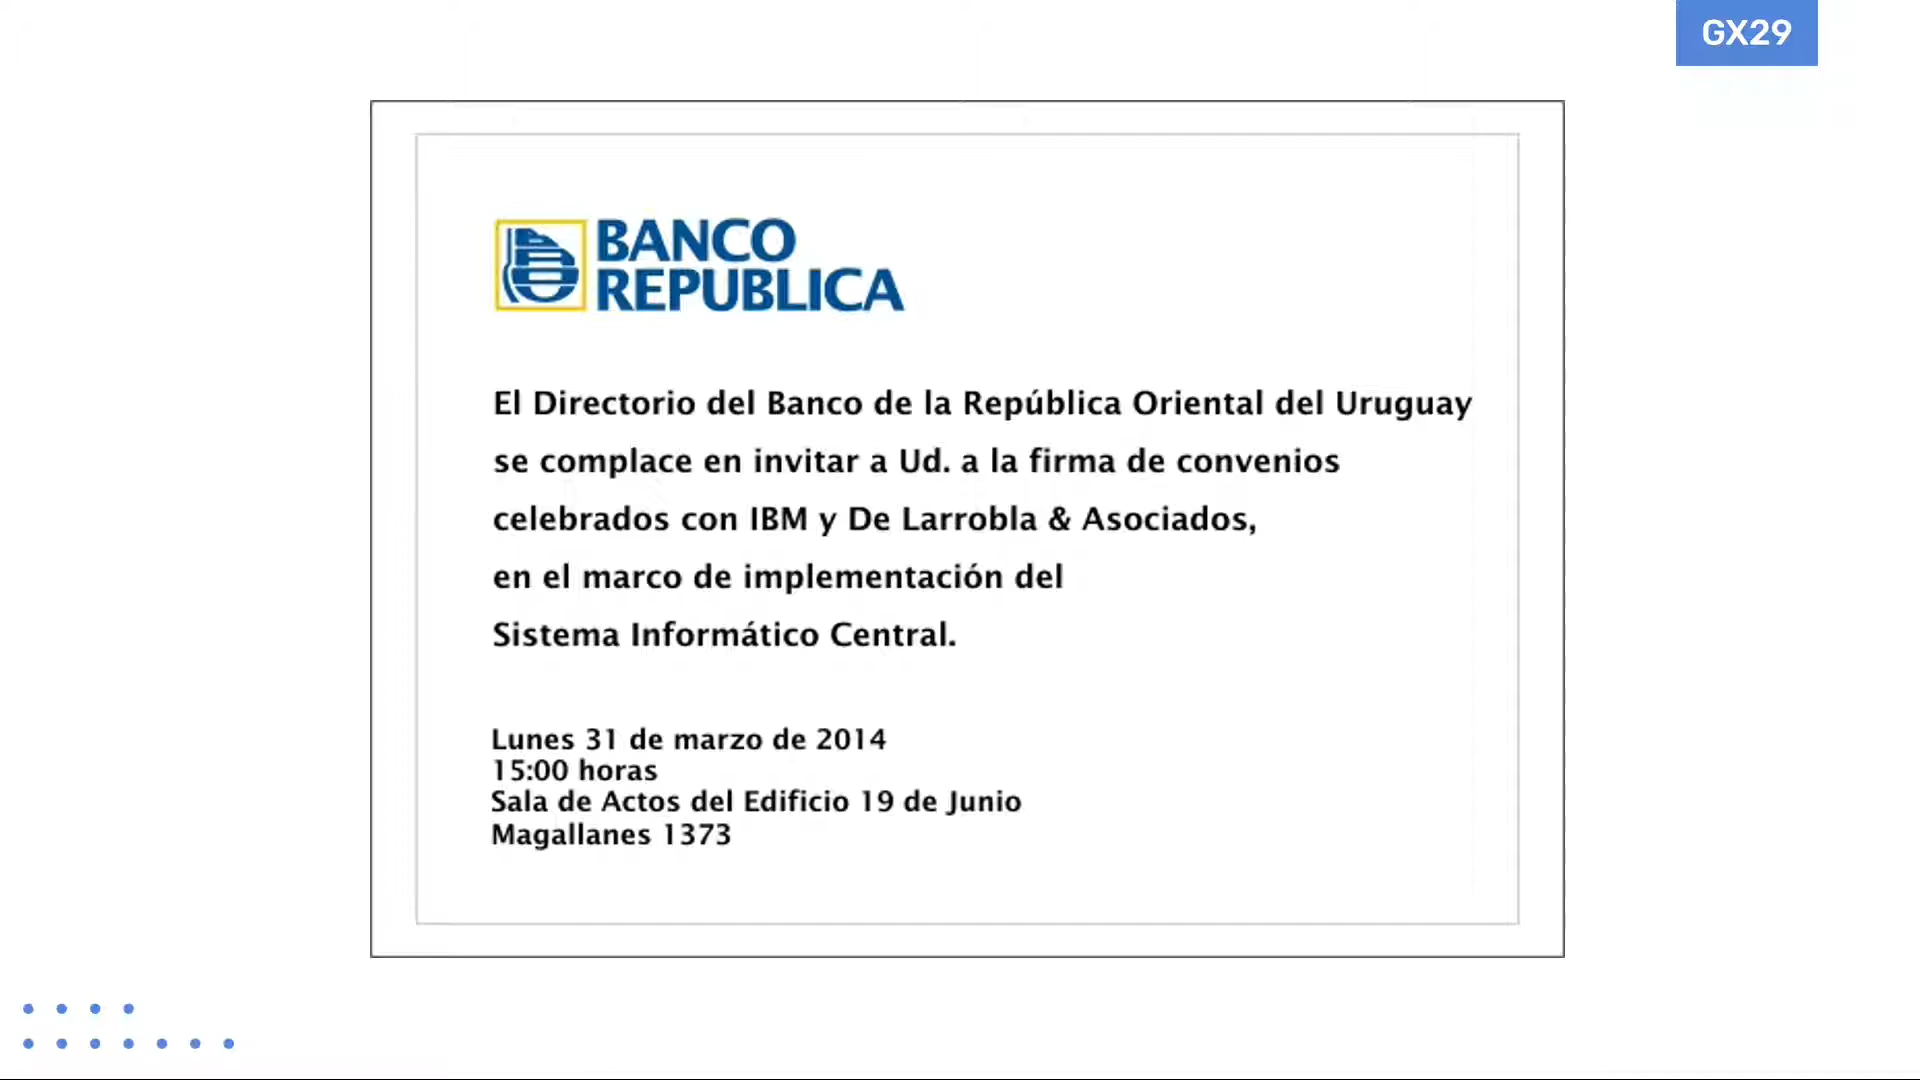 GX29
BANCO
REPUBLICA
El Directorio del Banco de la República Oriental del Uruguay
se complace en invitar a Ud. a la firma de convenios
celebrados con IBM y De Larrobla & Asociados,
en el marco de implementación del
Sistema Informático Central.
Lunes 31 de marzo de 2014
15:00 horas
Sala de Actos del Edificio 19 de Junio
Magallanes 1373